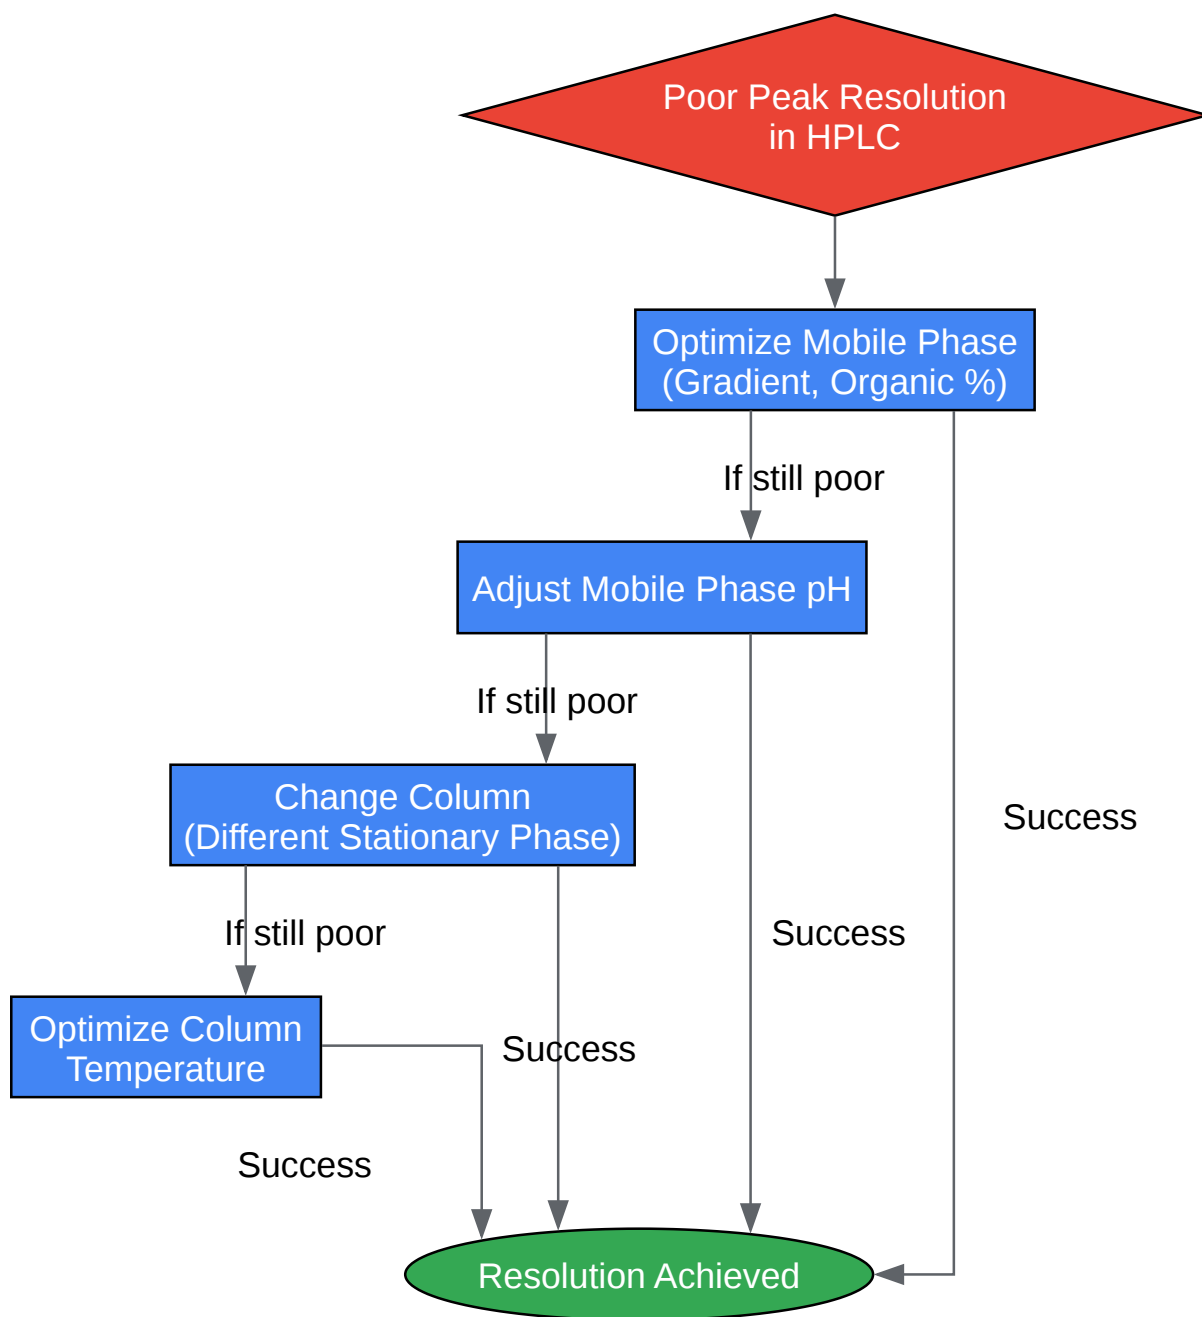 Poor Peak Resolution
in HPLC
Optimize Mobile Phase
(Gradient, Organic %)
If still poor
Adjust Mobile Phase pH
If still poor
Change Column
(Different Stationary Phase)
Success
If still poor
Success
Optimize Column
Temperature
Success
Success
Resolution Achieved